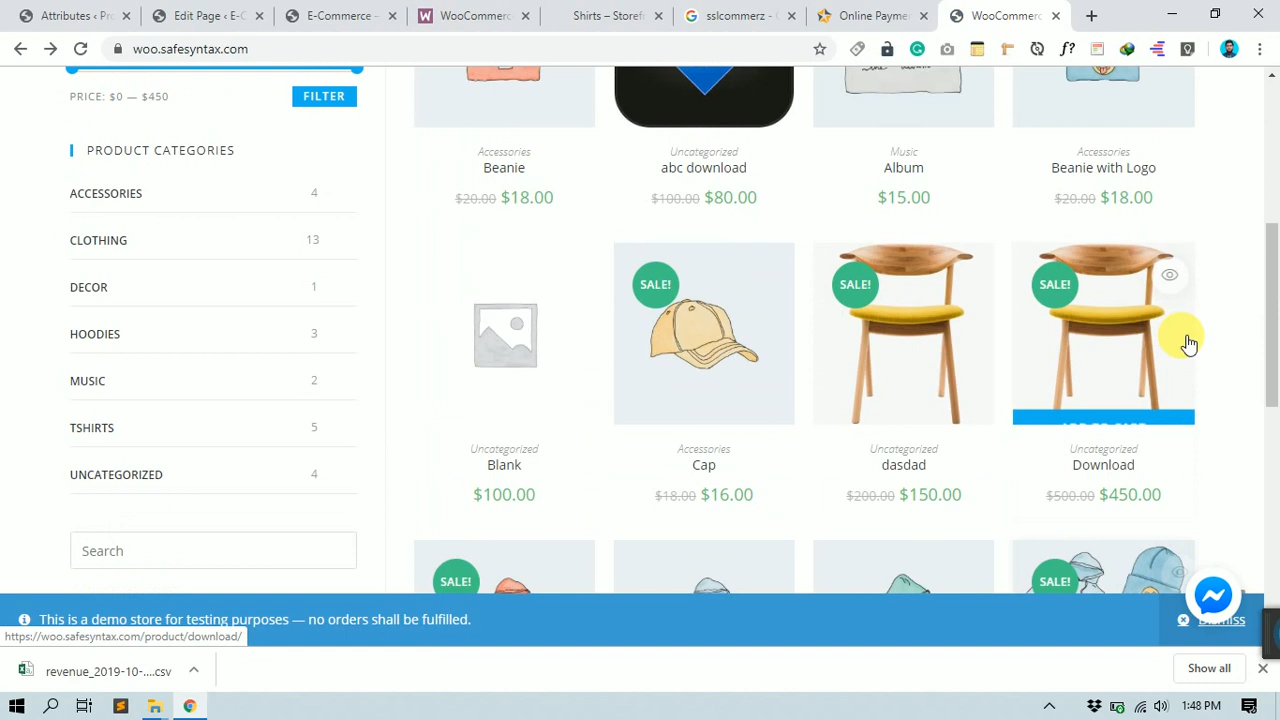 Attributes ‹ Pro
Edit Page ‹ E-C
E-Commerce –
WooCommerc
Shirts – Storef
sslcommerz - G
Online Payme
WooCommerc
woo.safesyntax.com
PRICE: $0 — $450
FILTER
PRODUCT CATEGORIES
ACCESSORIES 4
CLOTHING 13
DECOR 1
HOODIES 3
MUSIC 2
TSHIRTS 5
UNCATEGORIZED 4
Search
Accessories
Beanie
$20.00 $18.00
Uncategorized
abc download
$100.00 $80.00
Music
Album
$15.00
Accessories
Beanie with Logo
$20.00 $18.00
Uncategorized
Blank
$100.00
SALE!
Accessories
Cap
$18.00 $16.00
SALE!
Uncategorized
dasdad
$200.00 $150.00
SALE!
Uncategorized
Download
$500.00 $450.00
SALE!
SALE!
This is a demo store for testing purposes — no orders shall be fulfilled.
https://woo.safesyntax.com/product/download/
revenue_2019-10-....csv
Show all
1:48 PM